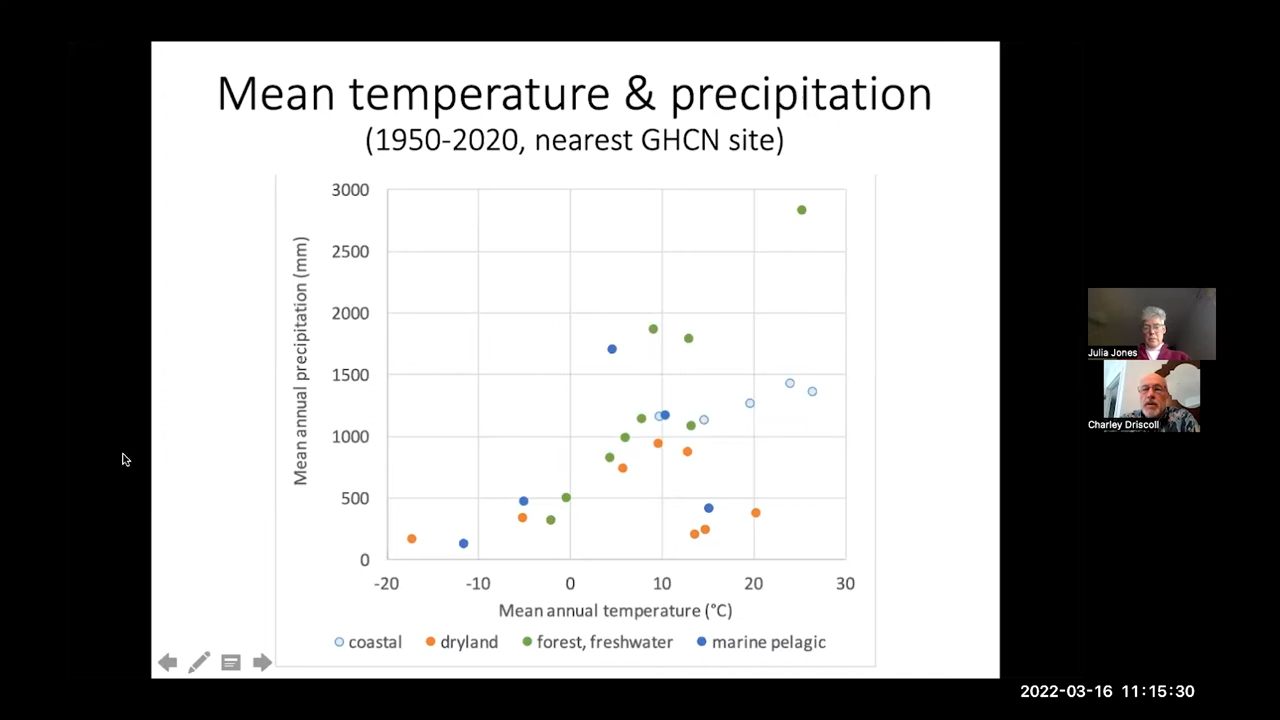 Mean temperature & precipitation
(1950-2020, nearest GHCN site)
3000
2500
2000
1500
1000
500
0
Mean annual precipitation (mm)
-20 -10 0 10 20 30
Mean annual temperature (°C)
coastal dryland forest, freshwater marine pelagic
Julia Jones
Charley Driscoll
2022-03-16 11:15:30